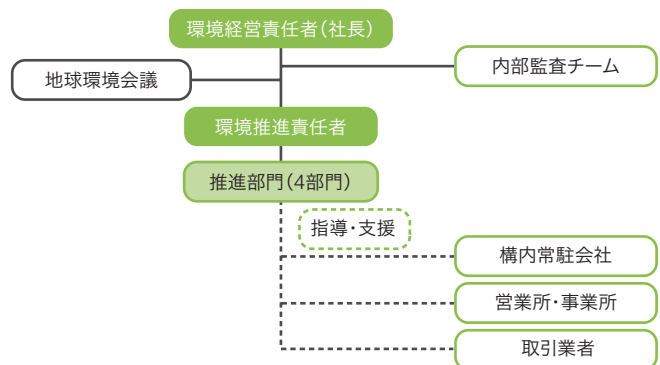 環境経営責任者(社長)
地球環境会議
内部監査チーム
環境推進責任者
推進部門(4部門)
指導・支援
構内常駐会社
営業所・事業所
取引業者